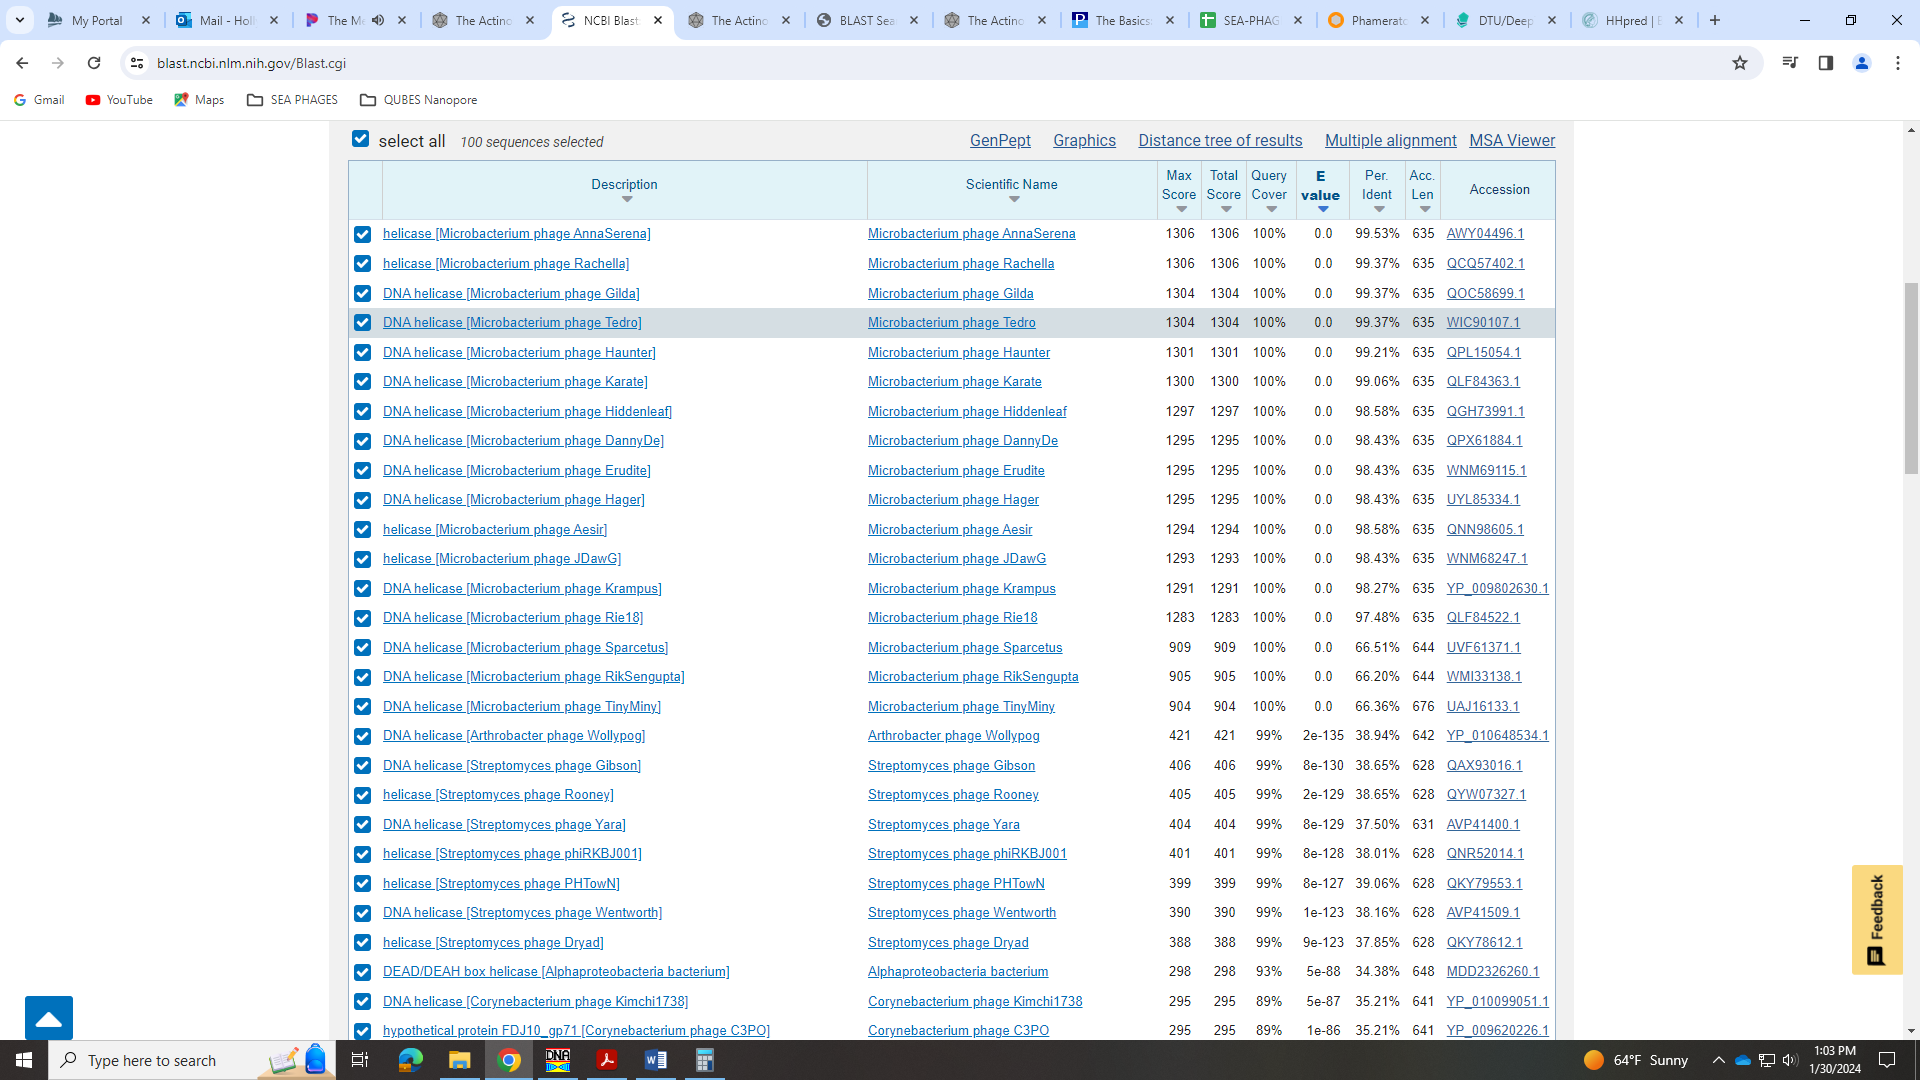 My Portal
Mail - Holl
The Me
The Actino
NCBI Blast
The Actino
BLAST Sea
The Actino
The Basics:
SEA-PHAG
Phamerato
DTU/Deep
HHpred | B
blast.ncbi.nlm.nih.gov/Blast.cgi
Gmail YouTube Maps SEA PHAGES QUBES Nanopore
select all 100 sequences selected GenPept Graphics Distance tree of results Multiple alignment MSA Viewer
Description Scientific Name Max Score Total Score Query Cover E value Per. Ident Acc. Len Accession
helicase [Microbacterium phage AnnaSerena] Microbacterium phage AnnaSerena 1306 1306 100% 0.0 99.53% 635 AWY04496.1
helicase [Microbacterium phage Rachella] Microbacterium phage Rachella 1306 1306 100% 0.0 99.37% 635 QCQ57402.1
DNA helicase [Microbacterium phage Gilda] Microbacterium phage Gilda 1304 1304 100% 0.0 99.37% 635 QOC58699.1
DNA helicase [Microbacterium phage Tedro] Microbacterium phage Tedro 1304 1304 100% 0.0 99.37% 635 WIC90107.1
DNA helicase [Microbacterium phage Haunter] Microbacterium phage Haunter 1301 1301 100% 0.0 99.21% 635 QPL15054.1
DNA helicase [Microbacterium phage Karate] Microbacterium phage Karate 1300 1300 100% 0.0 99.06% 635 QLF84363.1
DNA helicase [Microbacterium phage Hiddenleaf] Microbacterium phage Hiddenleaf 1297 1297 100% 0.0 98.58% 635 QGH73991.1
DNA helicase [Microbacterium phage DannyDe] Microbacterium phage DannyDe 1295 1295 100% 0.0 98.43% 635 QPX61884.1
DNA helicase [Microbacterium phage Erudite] Microbacterium phage Erudite 1295 1295 100% 0.0 98.43% 635 WNM69115.1
DNA helicase [Microbacterium phage Hager] Microbacterium phage Hager 1295 1295 100% 0.0 98.43% 635 UYL85334.1
helicase [Microbacterium phage Aesir] Microbacterium phage Aesir 1294 1294 100% 0.0 98.58% 635 QNN98605.1
helicase [Microbacterium phage JDawG] Microbacterium phage JDawG 1293 1293 100% 0.0 98.43% 635 WNM68247.1
DNA helicase [Microbacterium phage Krampus] Microbacterium phage Krampus 1291 1291 100% 0.0 98.27% 635 YP_009802630.1
DNA helicase [Microbacterium phage Rie18] Microbacterium phage Rie18 1283 1283 100% 0.0 97.48% 635 QLF84522.1
DNA helicase [Microbacterium phage Sparcetus] Microbacterium phage Sparcetus 909 909 100% 0.0 66.51% 644 UVF61371.1
DNA helicase [Microbacterium phage RikSengupta] Microbacterium phage RikSengupta 905 905 100% 0.0 66.20% 644 WMI33138.1
DNA helicase [Microbacterium phage TinyMiny] Microbacterium phage TinyMiny 904 904 100% 0.0 66.36% 676 UAJ16133.1
DNA helicase [Arthrobacter phage Wollypog] Arthrobacter phage Wollypog 421 421 99% 2e-135 38.94% 642 YP_010648534.1
DNA helicase [Streptomyces phage Gibson] Streptomyces phage Gibson 406 406 99% 8e-130 38.65% 628 QAX93016.1
helicase [Streptomyces phage Rooney] Streptomyces phage Rooney 405 405 99% 2e-129 38.65% 628 QYW07327.1
DNA helicase [Streptomyces phage Yara] Streptomyces phage Yara 404 404 99% 8e-129 37.50% 631 AVP41400.1
helicase [Streptomyces phage phiRKBJ001] Streptomyces phage phiRKBJ001 401 401 99% 8e-128 38.01% 628 QNR52014.1
helicase [Streptomyces phage PHTowN] Streptomyces phage PHTowN 399 399 99% 8e-127 39.06% 628 QKY79553.1
DNA helicase [Streptomyces phage Wentworth] Streptomyces phage Wentworth 390 390 99% 1e-123 38.16% 628 AVP41509.1
helicase [Streptomyces phage Dryad] Streptomyces phage Dryad 388 388 99% 9e-123 37.85% 628 QKY78612.1
DEAD/DEAH box helicase [Alphaproteobacteria bacterium] Alphaproteobacteria bacterium 298 298 93% 5e-88 34.38% 648 MDD2326260.1
DNA helicase [Corynebacterium phage Kimchi1738] Corynebacterium phage Kimchi1738 295 295 89% 5e-87 35.21% 641 YP_010099051.1
hypothetical protein FDJ10_gp71 [Corynebacterium phage C3PO] Corynebacterium phage C3PO 295 295 89% 1e-86 35.21% 641 YP_009620226.1
Feedback
Type here to search
DNA
64°F Sunny
1:03 PM
1/30/2024